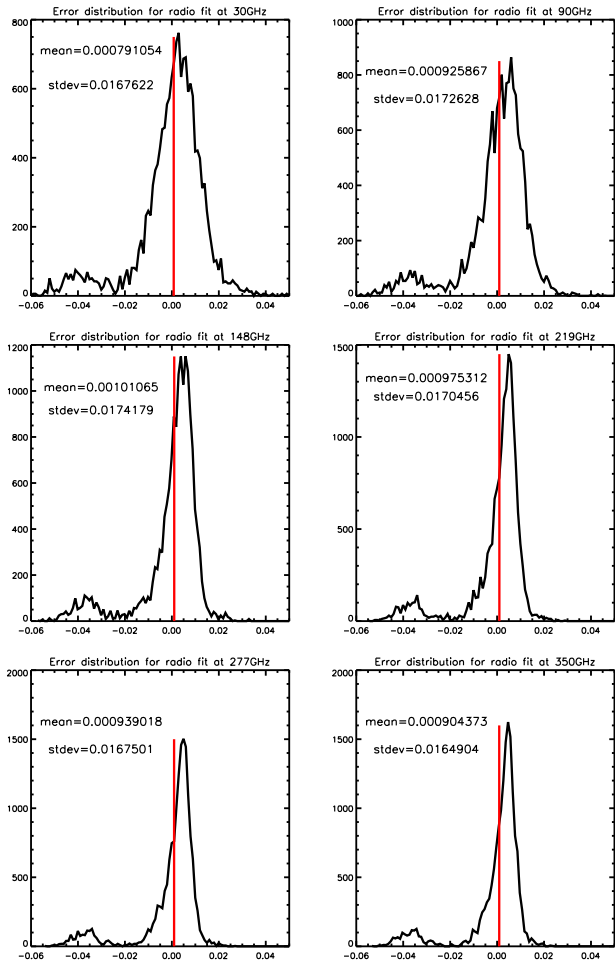 Error distribution for radio fit at 30GHz
800
600
400
200
0
mean=0.000791054
stdev=0.0167622
-0.06 -0.04 -0.02 0.00 0.02 0.04
Error distribution for radio fit at 90GHz
1000
800
600
400
200
0
mean=0.000925867
stdev=0.0172628
-0.06 -0.04 -0.02 0.00 0.02 0.04
Error distribution for radio fit at 148GHz
1200
1000
800
600
400
200
0
mean=0.00101065
stdev=0.0174179
-0.06 -0.04 -0.02 0.00 0.02 0.04
Error distribution for radio fit at 219GHz
1500
1000
500
0
mean=0.000975312
stdev=0.0170456
-0.06 -0.04 -0.02 0.00 0.02 0.04
Error distribution for radio fit at 277GHz
2000
1500
1000
500
0
mean=0.000939018
stdev=0.0167501
-0.06 -0.04 -0.02 0.00 0.02 0.04
Error distribution for radio fit at 350GHz
2000
1500
1000
500
0
mean=0.000904373
stdev=0.0164904
-0.06 -0.04 -0.02 0.00 0.02 0.04